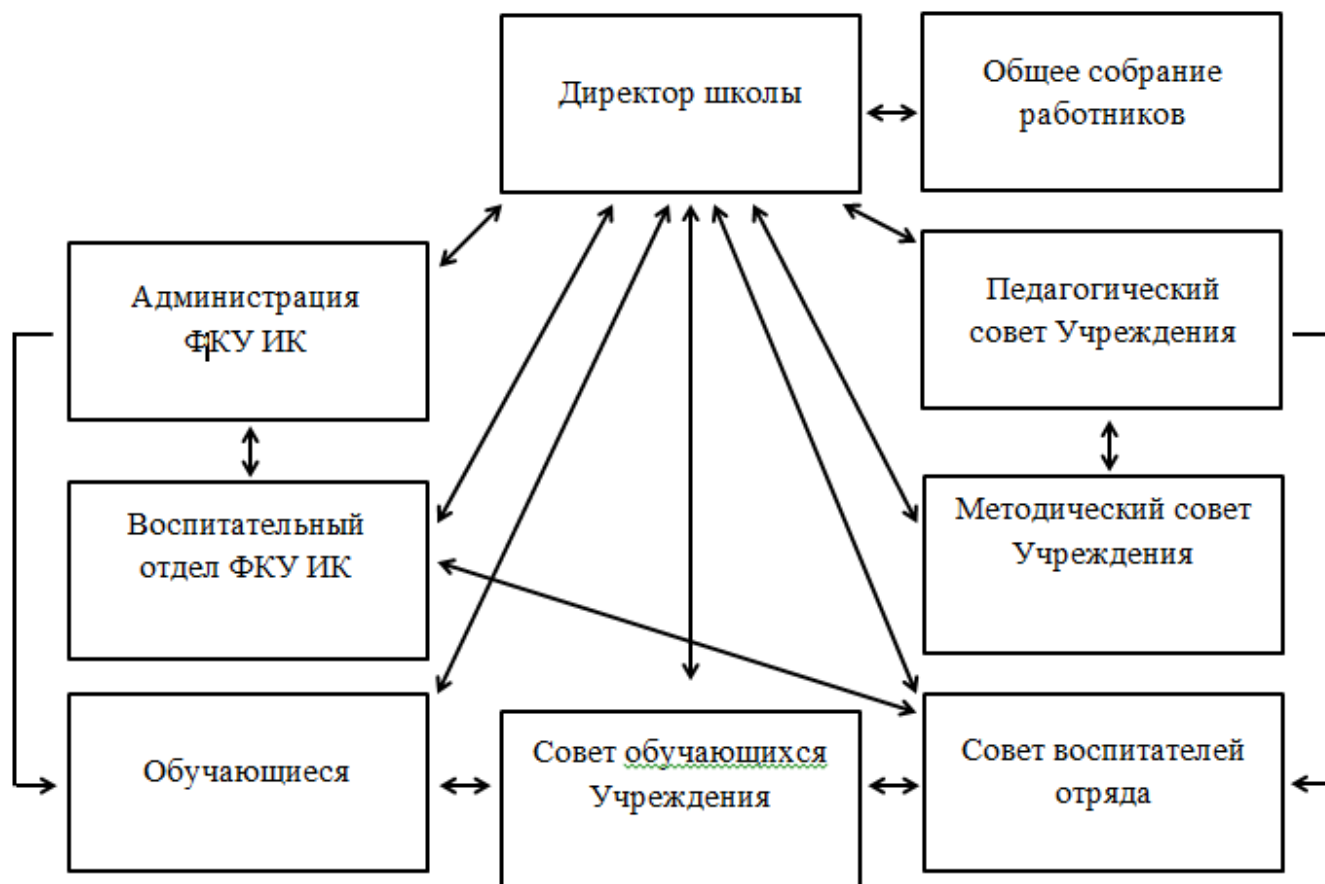 Директор школы
Общее собрание
работников
Администрация
ФКУ ИК
Педагогический
совет Учреждения
Воспитательный
отдел ФКУ ИК
Методический совет
Учреждения
Обучающиеся
Совет обучающихся
Учреждения
Совет воспитателей
отряда